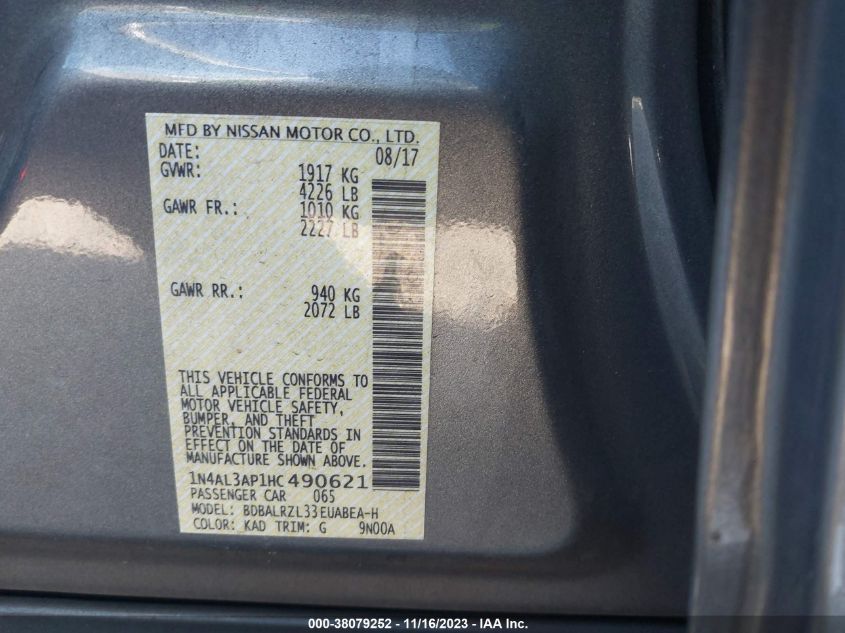 MFD BY NISSAN MOTOR CO., LTD.
DATE: 08/17
GVWR: 1917 KG
4226 LB
GAWR FR.: 1010 KG
2227 LB
GAWR RR.: 940 KG
2072 LB
THIS VEHICLE CONFORMS TO
ALL APPLICABLE FEDERAL
MOTOR VEHICLE SAFETY,
BUMPER, AND THEFT
PREVENTION STANDARDS IN
EFFECT ON THE DATE OF
MANUFACTURE SHOWN ABOVE.
1N4AL3AP1HC490621
PASSENGER CAR 065
MODEL: BDBALRZL33EUABEA-H
COLOR: KAD TRIM: G 9N00A
000-38079252 - 11/16/2023 - IAA Inc.